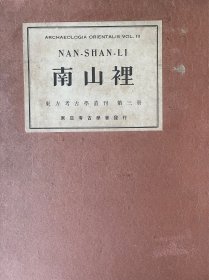 ARCHAEOLOGIA ORIENTALIS VOL. III
NAN-SHAN-LI
南山裡
東方考古學叢刊 第三册
東亞考古學會發行